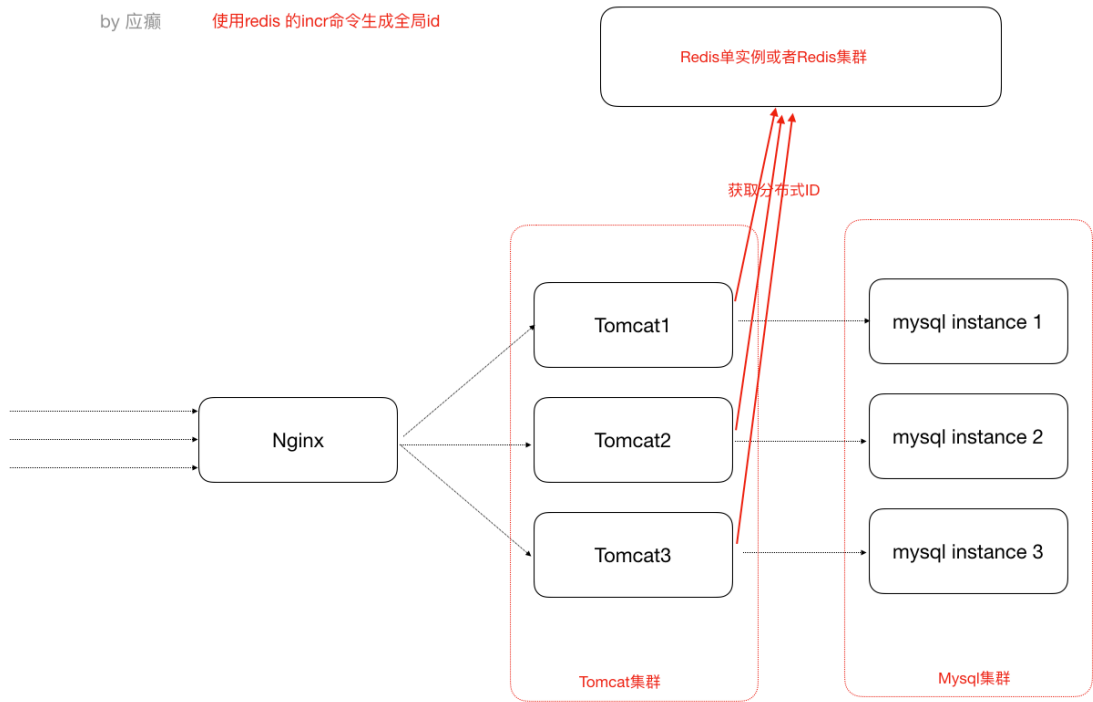 by 应癫
使用redis 的incr命令生成全局id
Redis单实例或者Redis集群
获取分布式ID
Tomcat1
mysql instance 1
Nginx
Tomcat2
mysql instance 2
Tomcat3
mysql instance 3
Tomcat集群
Mysql集群